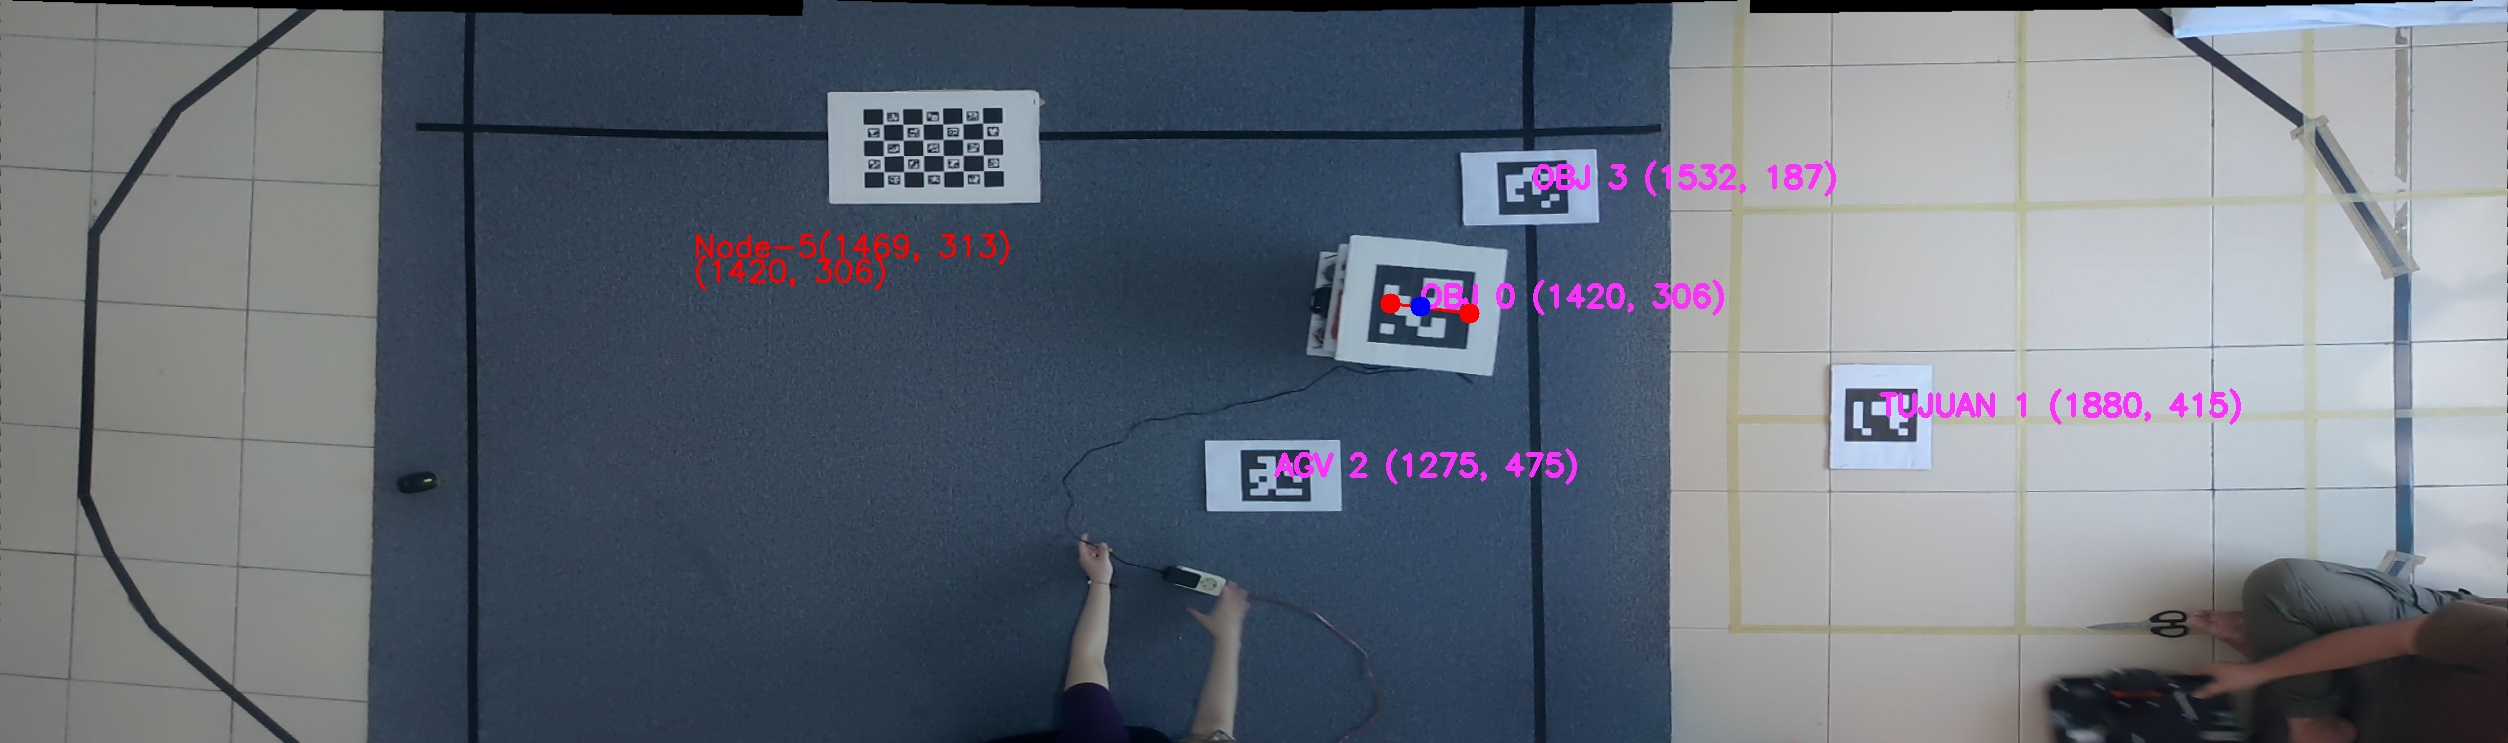 OBJ 3 (1532, 187)
Node-5(1469, 313)
(1420, 306)
OBJ 0 (1420, 306)
TUJUAN 1 (1880, 415)
AGV 2 (1275, 475)